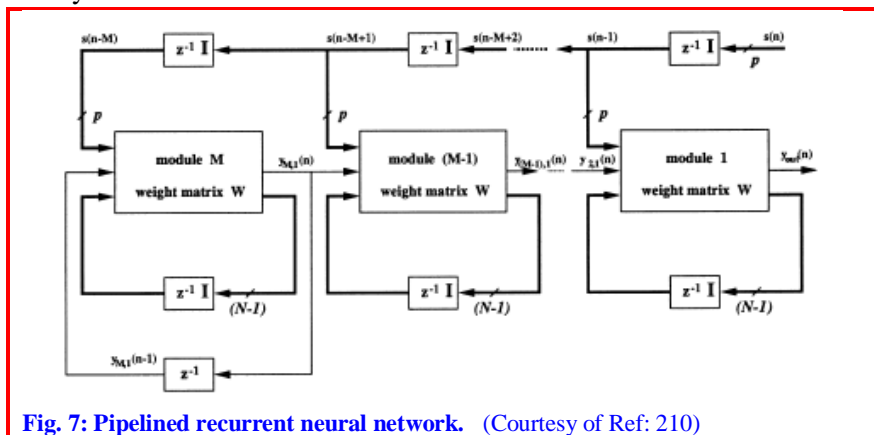 s(n-M)
z⁻¹ I
s(n-M+1)
z⁻¹ I
s(n-M+2)
s(n-1)
z⁻¹ I
s(n)
p
p
p
p
module M
weight matrix W
y_M,1(n)
module (M-1)
weight matrix W
y_(M-1),1(n)
y_2,1(n)
module 1
weight matrix W
y_out(n)
z⁻¹ I
(N-1)
z⁻¹ I
(N-1)
z⁻¹ I
(N-1)
y_M,1(n-1)
z⁻¹
Fig. 7: Pipelined recurrent neural network. (Courtesy of Ref: 210)